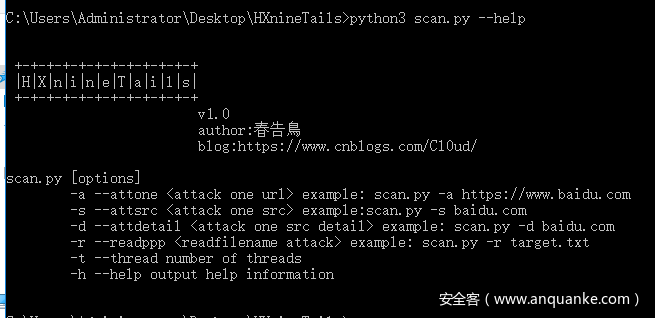 C:\Users\Administrator\Desktop\HXnineTails>python3 scan.py --help
+-+-+-+-+-+-+-+-+-+-+-+
|H|X|n|i|n|e|T|a|i|l|s|
+-+-+-+-+-+-+-+-+-+-+-+
v1.0
author:春告鳥
blog:https://www.cnblogs.com/Cl0ud/
scan.py [options]
-a --attone <attack one url> example: scan.py -a https://www.baidu.com
-s --attsrc <attack one src> example:scan.py -s baidu.com
-d --attdetail <attack one src detail> example: scan.py -d baidu.com
-r --readppp <readfilename attack> example: scan.py -r target.txt
-t --thread number of threads
-h --help output help information
安全客（www.anquanke.com）